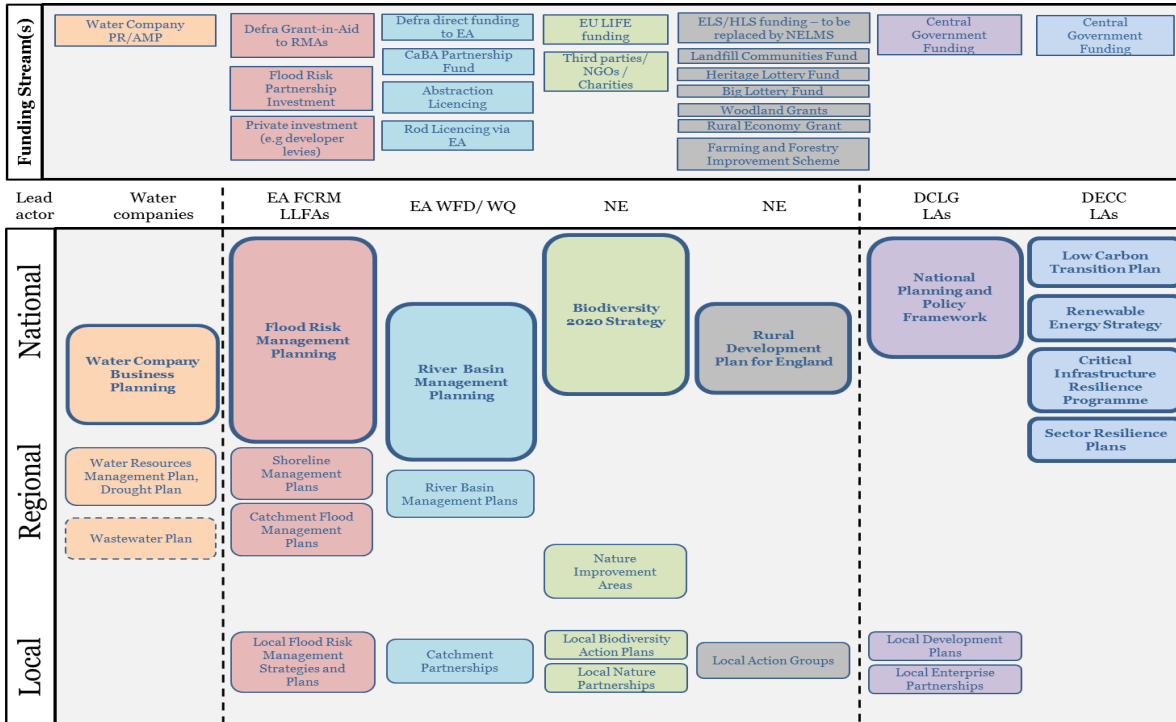 Funding Stream(s)
Water Company
PR/AMP
Defra Grant-in-Aid
to RMAs
Flood Risk
Partnership
Investment
Private investment
(e.g developer
levies)
Defra direct funding
to EA
CaBA Partnership
Fund
Abstraction
Licencing
Rod Licencing via
EA
EU LIFE
funding
Third parties/
NGOs /
Charities
ELS/HLS funding – to be
replaced by NELMS
Landfill Communities Fund
Heritage Lottery Fund
Big Lottery Fund
Woodland Grants
Rural Economy Grant
Farming and Forestry
Improvement Scheme
Central
Government
Funding
Central
Government
Funding
Lead
actor
Water
companies
EA FCRM
LLFAs
EA WFD/ WQ
NE
NE
DCLG
LAs
DECC
LAs
National
Water Company
Business
Planning
Flood Risk
Management
Planning
River Basin
Management
Planning
Biodiversity
2020 Strategy
Rural
Development
Plan for England
National
Planning and
Policy
Framework
Low Carbon
Transition Plan
Renewable
Energy Strategy
Critical
Infrastructure
Resilience
Programme
Sector Resilience
Plans
Regional
Water Resources
Management Plan,
Drought Plan
Wastewater Plan
Shoreline
Management
Plans
Catchment Flood
Management
Plans
River Basin
Management Plans
Nature
Improvement
Areas
Local
Local Flood Risk
Management
Strategies and
Plans
Catchment
Partnerships
Local Biodiversity
Action Plans
Local Nature
Partnerships
Local Action Groups
Local Development
Plans
Local Enterprise
Partnerships